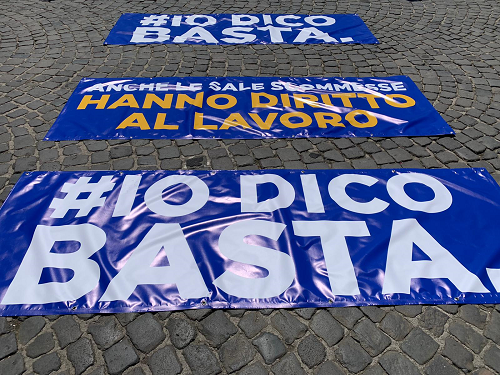 #IO DICO
BASTA.
ANCHE LE SALE SCOMMESSE
HANNO DIRITTO
AL LAVORO
#IO DICO
BASTA.